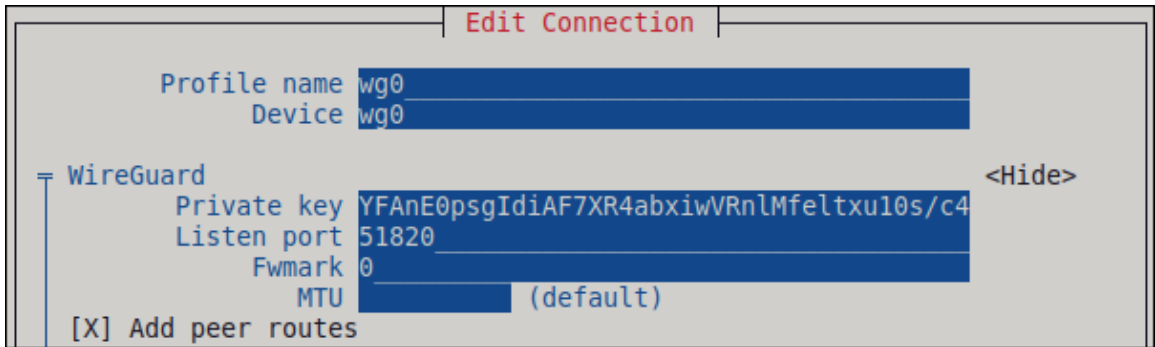 Edit Connection
Profile name wg0
Device wg0
WireGuard <Hide>
Private key YFAnE0psgIdiAF7XR4abxiwVRnlMfeltxu10s/c4
Listen port 51820
Fwmark 0
MTU (default)
[X] Add peer routes